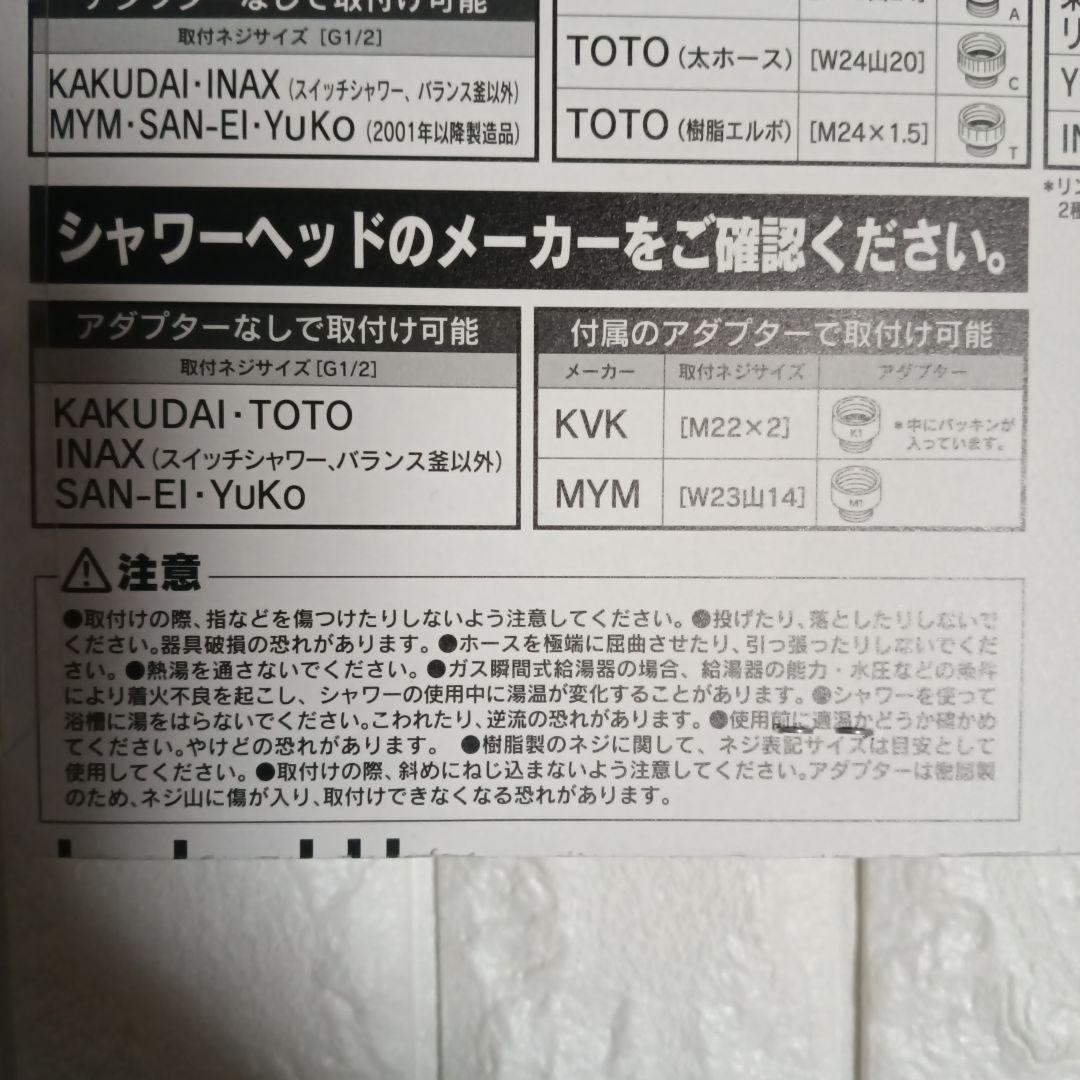 アダプターなしで取付け可能
取付ネジサイズ [G1/2]
KAKUDAI・INAX (スイッチシャワー、バランス釜以外)
MYM・SAN-EI・YuKo (2001年以降製造品)
A
TOTO (太ホース) [W24山20] C
TOTO (樹脂エルボ) [M24×1.5] T
シャワーヘッドのメーカーをご確認ください。
アダプターなしで取付け可能
取付ネジサイズ [G1/2]
KAKUDAI・TOTO
INAX (スイッチシャワー、バランス釜以外)
SAN-EI・YuKo
付属のアダプターで取付け可能
メーカー 取付ネジサイズ アダプター
KVK [M22×2] K1 *中にパッキンが
入っています。
MYM [W23山14] M1
注意
●取付けの際、指などを傷つけたりしないよう注意してください。●投げたり、落としたりしないで
ください。器具破損の恐れがあります。●ホースを極端に屈曲させたり、引っ張ったりしないでくだ
さい。●熱湯を通さないでください。●ガス瞬間式給湯器の場合、給湯器の能力・水圧などの条件
により着火不良を起こし、シャワーの使用中に湯温が変化することがあります。●シャワーを使って
浴槽に湯をはらないでください。こわれたり、逆流の恐れがあります。●使用前に適温かどうか確かめ
てください。やけどの恐れがあります。●樹脂製のネジに関して、ネジ表記サイズは目安として
使用してください。●取付けの際、斜めにねじ込まないよう注意してください。アダプターは樹脂製
のため、ネジ山に傷が入り、取付けできなくなる恐れがあります。